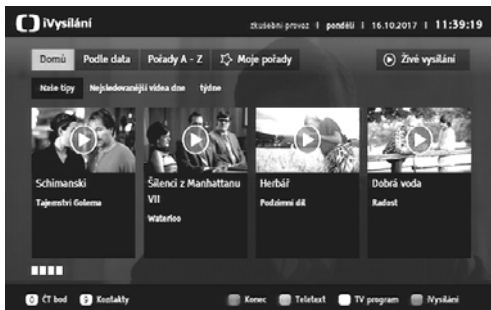 iVysílání
zkušební provoz | pondělí | 16.10.2017 | 11:39:19
Domů Podle data Pořady A - Z Moje pořady Živé vysílání
Naše tipy Nejsledovanější videa dne týdne
Schimanski
Tajemství Golema
Šílenci z Manhattanu
VII
Waterloo
Herbář
Podzimní díl
Dobrá voda
Radost
0 ČT bod 9 Kontakty Konec Teletext TV program iVysílání